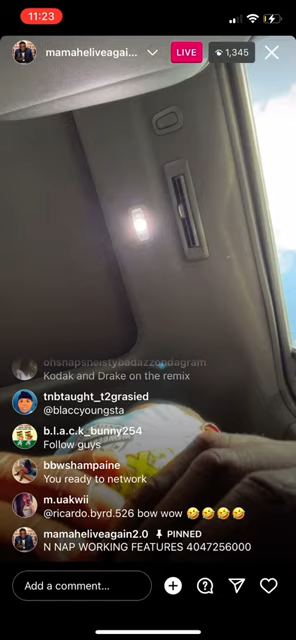 11:23
mamaheliveagai...
LIVE
1,345
ohsnapsheistybadazzondagram
Kodak and Drake on the remix
tnbtaught_t2grasied
@blaccyoungsta
b.l.a.c.k_bunny254
Follow guys
bbwshampaine
You ready to network
m.uakwii
@ricardo.byrd.526 bow wow 🤣🤣🤣🤣
mamaheliveagain2.0 📌 PINNED
N NAP WORKING FEATURES 4047256000
Add a comment...